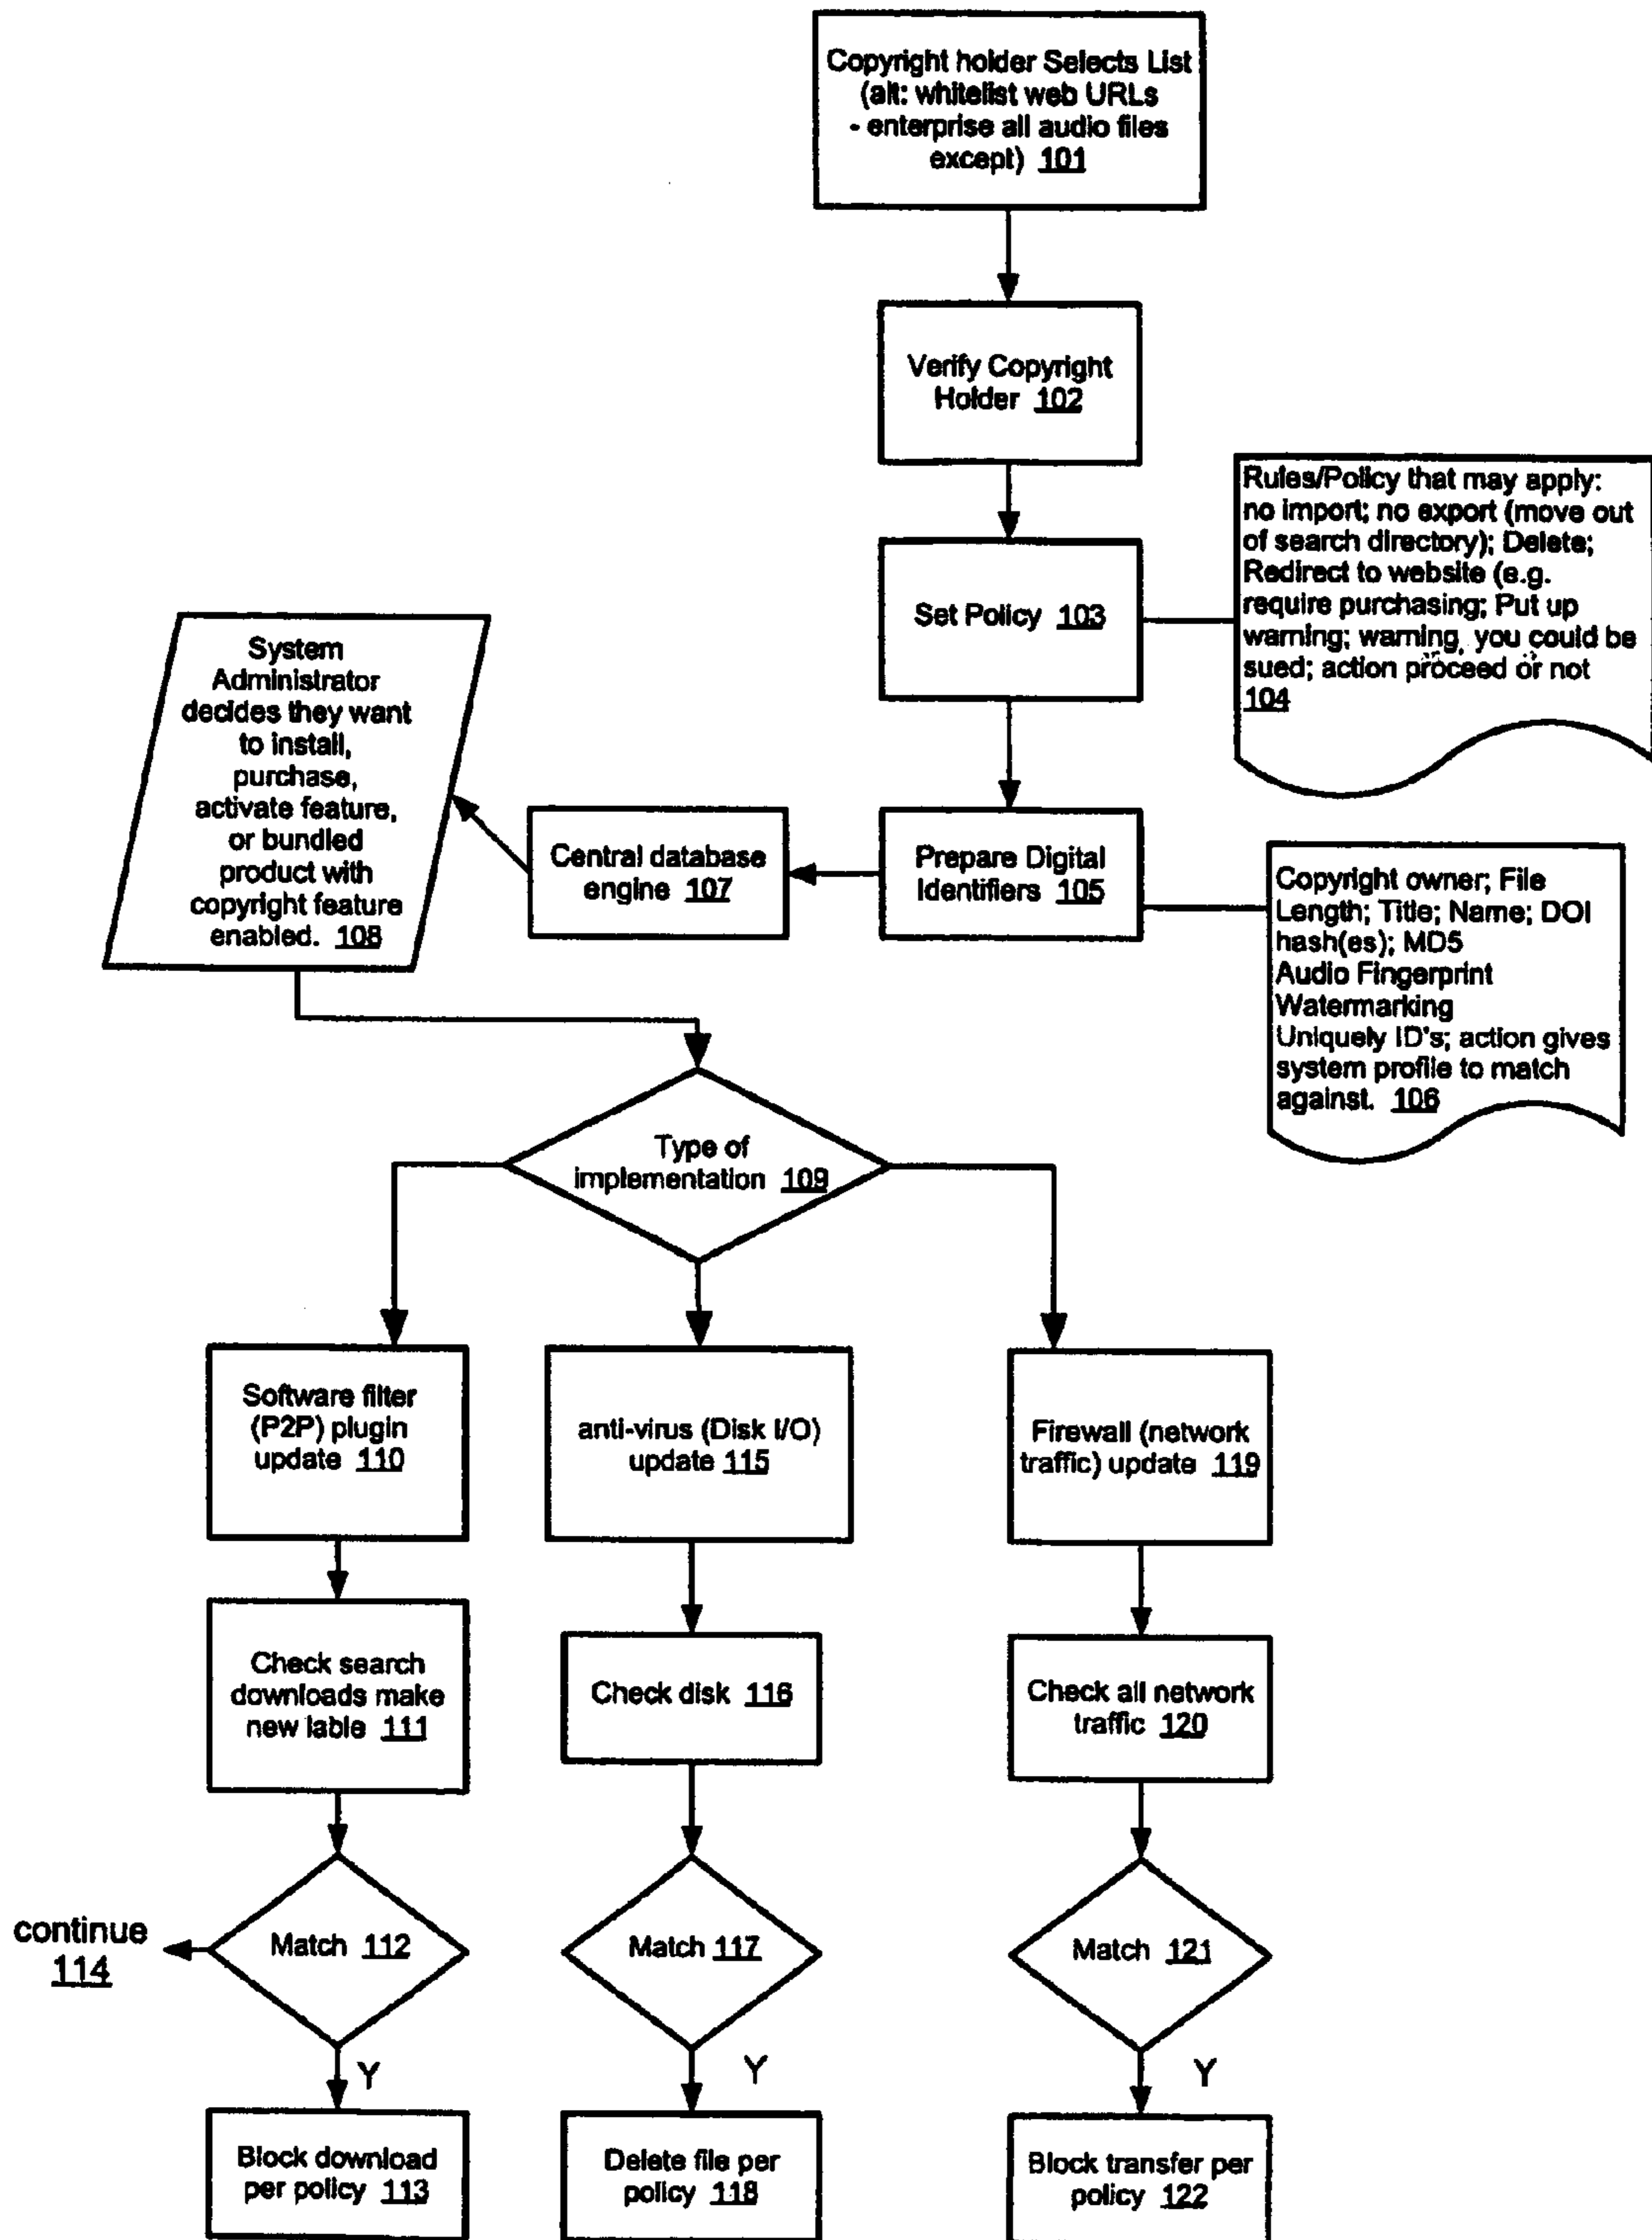 Copyright holder Selects List
(alt: whitelist web URLs
- enterprise all audio files
except) 101
Verify Copyright
Holder 102
Set Policy 103
Rules/Policy that may apply:
no import; no export (move out
of search directory); Delete;
Redirect to website (e.g.
require purchasing; Put up
warning; warning, you could be
sued; action proceed or not
104
Prepare Digital
Identifiers 105
Copyright owner; File
Length; Title; Name; DOI
hash(es); MD5
Audio Fingerprint
Watermarking
Uniquely ID's; action gives
system profile to match
against. 106
Central database
engine 107
System
Administrator
decides they want
to install,
purchase,
activate feature,
or bundled
product with
copyright feature
enabled. 108
Type of
implementation 109
Software filter
(P2P) plugin
update 110
Check search
downloads make
new lable 111
Match 112
continue
114
Y
Block download
per policy 113
anti-virus (Disk I/O)
update 115
Check disk 116
Match 117
Y
Delete file per
policy 118
Firewall (network
traffic) update 119
Check all network
traffic 120
Match 121
Y
Block transfer per
policy 122